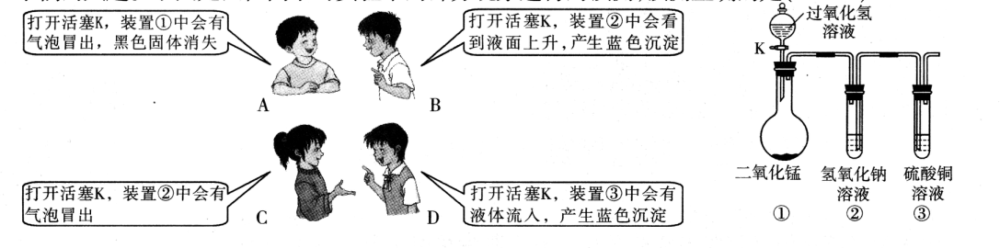 打开活塞K，装置①中会有
气泡冒出，黑色固体消失
A
打开活塞K，装置②中会看
到液面上升，产生蓝色沉淀
B
打开活塞K，装置②中会有
气泡冒出
C
打开活塞K，装置③中会有
液体流入，产生蓝色沉淀
D
过氧化氢
溶液
K
二氧化锰 氢氧化钠 硫酸铜
溶液 溶液
① ② ③